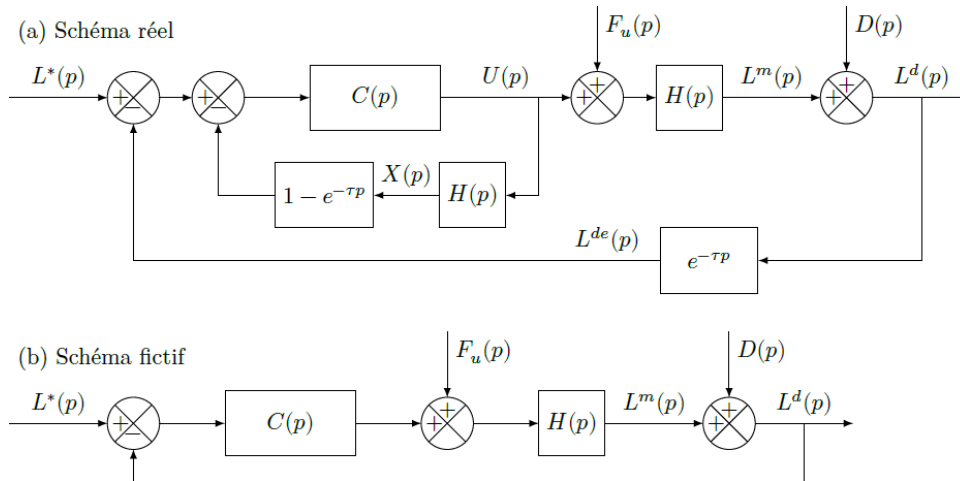 (a) Schéma réel
F_u(p)
D(p)
L*(p)
+
−
+
−
C(p)
U(p)
+
+
H(p)
L^m(p)
+
+
L^d(p)
1 − e^{−τp}
X(p)
H(p)
L^{de}(p)
e^{−τp}
(b) Schéma fictif
F_u(p)
D(p)
L*(p)
+
−
C(p)
+
+
H(p)
L^m(p)
+
+
L^d(p)